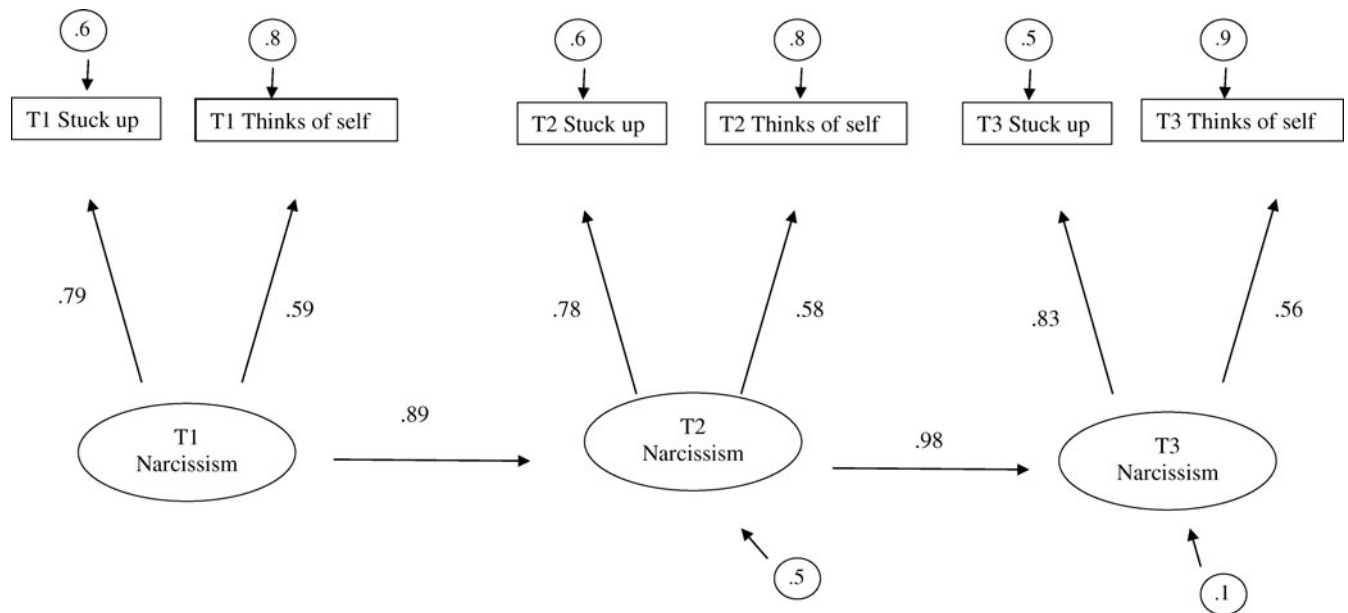 .6
.8
.6
.8
.5
.9
T1 Stuck up
T1 Thinks of self
T2 Stuck up
T2 Thinks of self
T3 Stuck up
T3 Thinks of self
.79
.59
.78
.58
.83
.56
.89
.98
T1
Narcissism
T2
Narcissism
T3
Narcissism
.5
.1